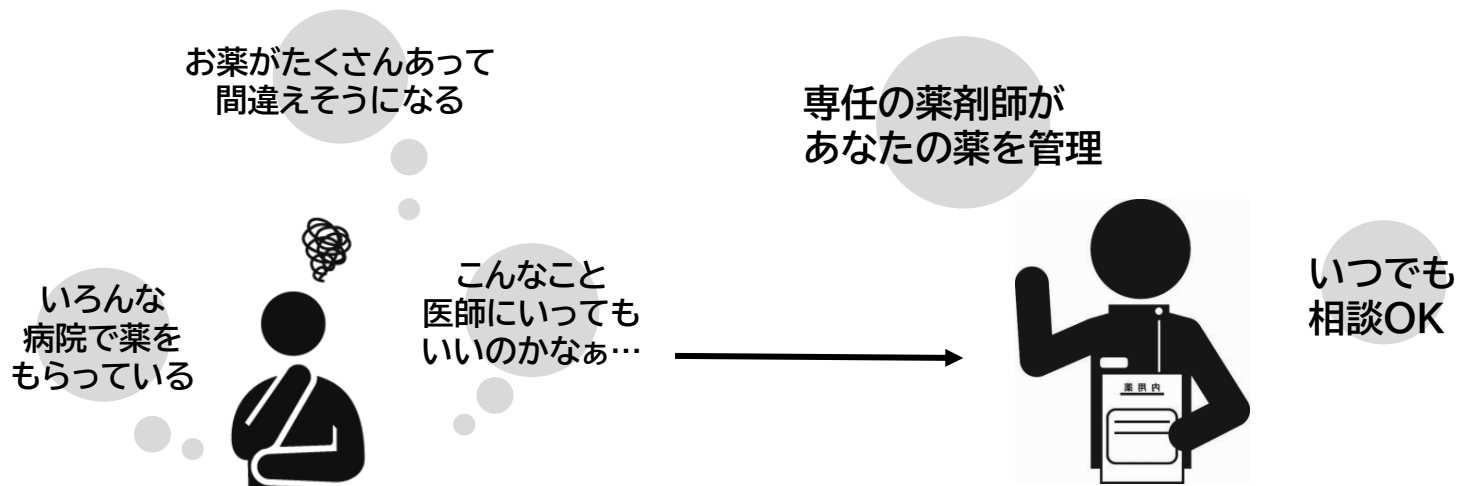 お薬がたくさんあって
間違えそうになる
いろんな
病院で薬を
もらっている
こんなこと
医師にいっても
いいのかなぁ…
専任の薬剤師が
あなたの薬を管理
いつでも
相談OK
薬用内